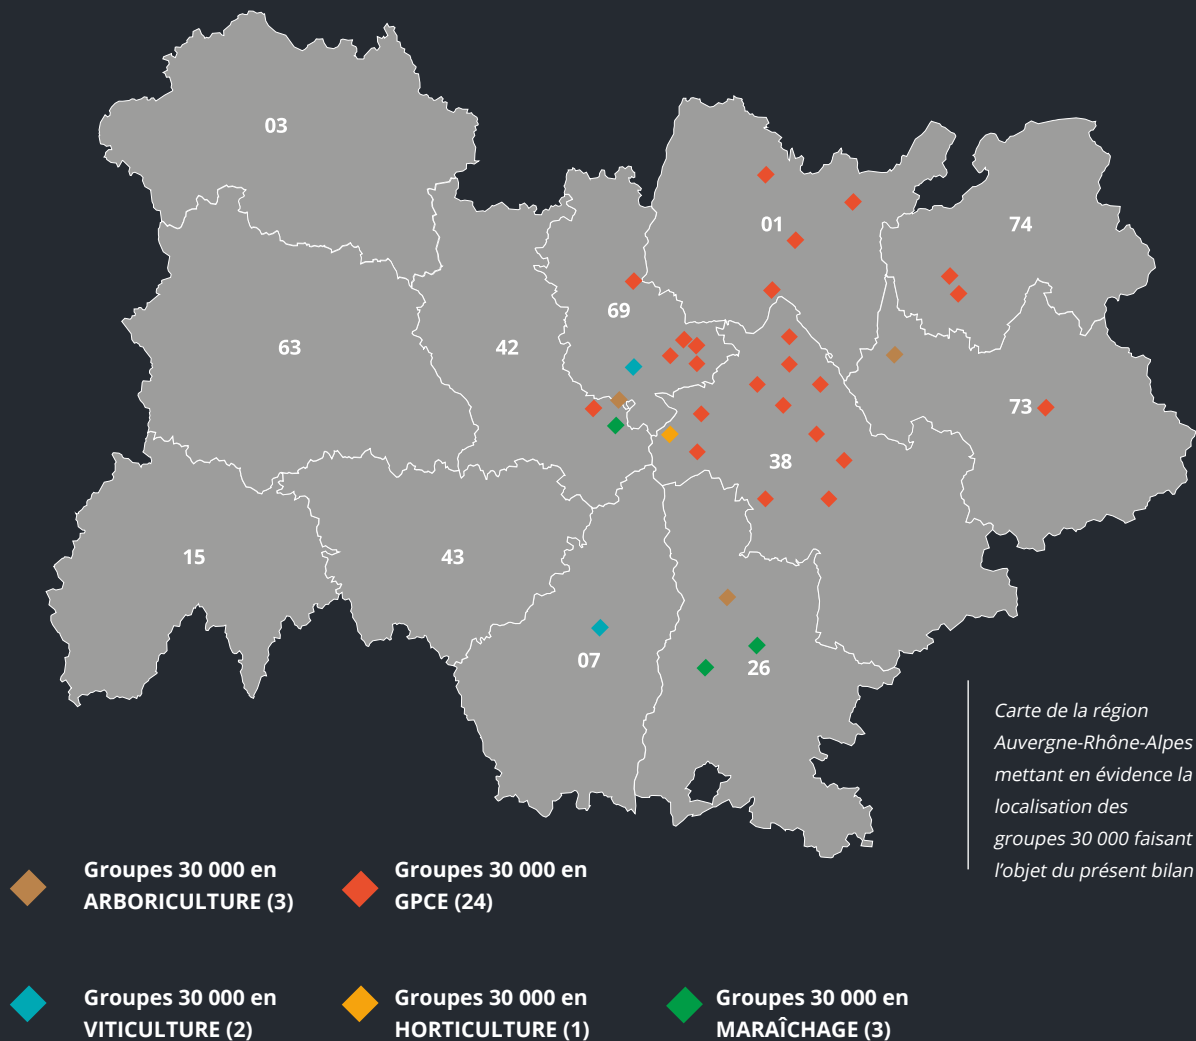 03
01
74
69
63
42
73
38
15
43
07
26
Carte de la région
Auvergne-Rhône-Alpes
mettant en évidence la
localisation des
groupes 30 000 faisant
l'objet du présent bilan
Groupes 30 000 en
ARBORICULTURE (3)
Groupes 30 000 en
GPCE (24)
Groupes 30 000 en
VITICULTURE (2)
Groupes 30 000 en
HORTICULTURE (1)
Groupes 30 000 en
MARAÎCHAGE (3)